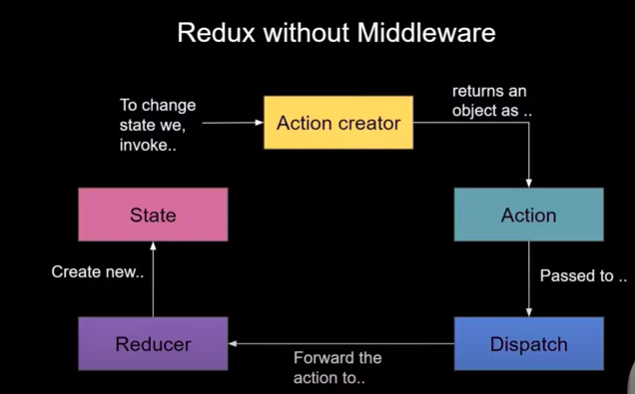 Redux without Middleware
To change
state we,
invoke..
Action creator
returns an
object as ..
State
Action
Create new..
Passed to ..
Reducer
Dispatch
Forward the
action to..